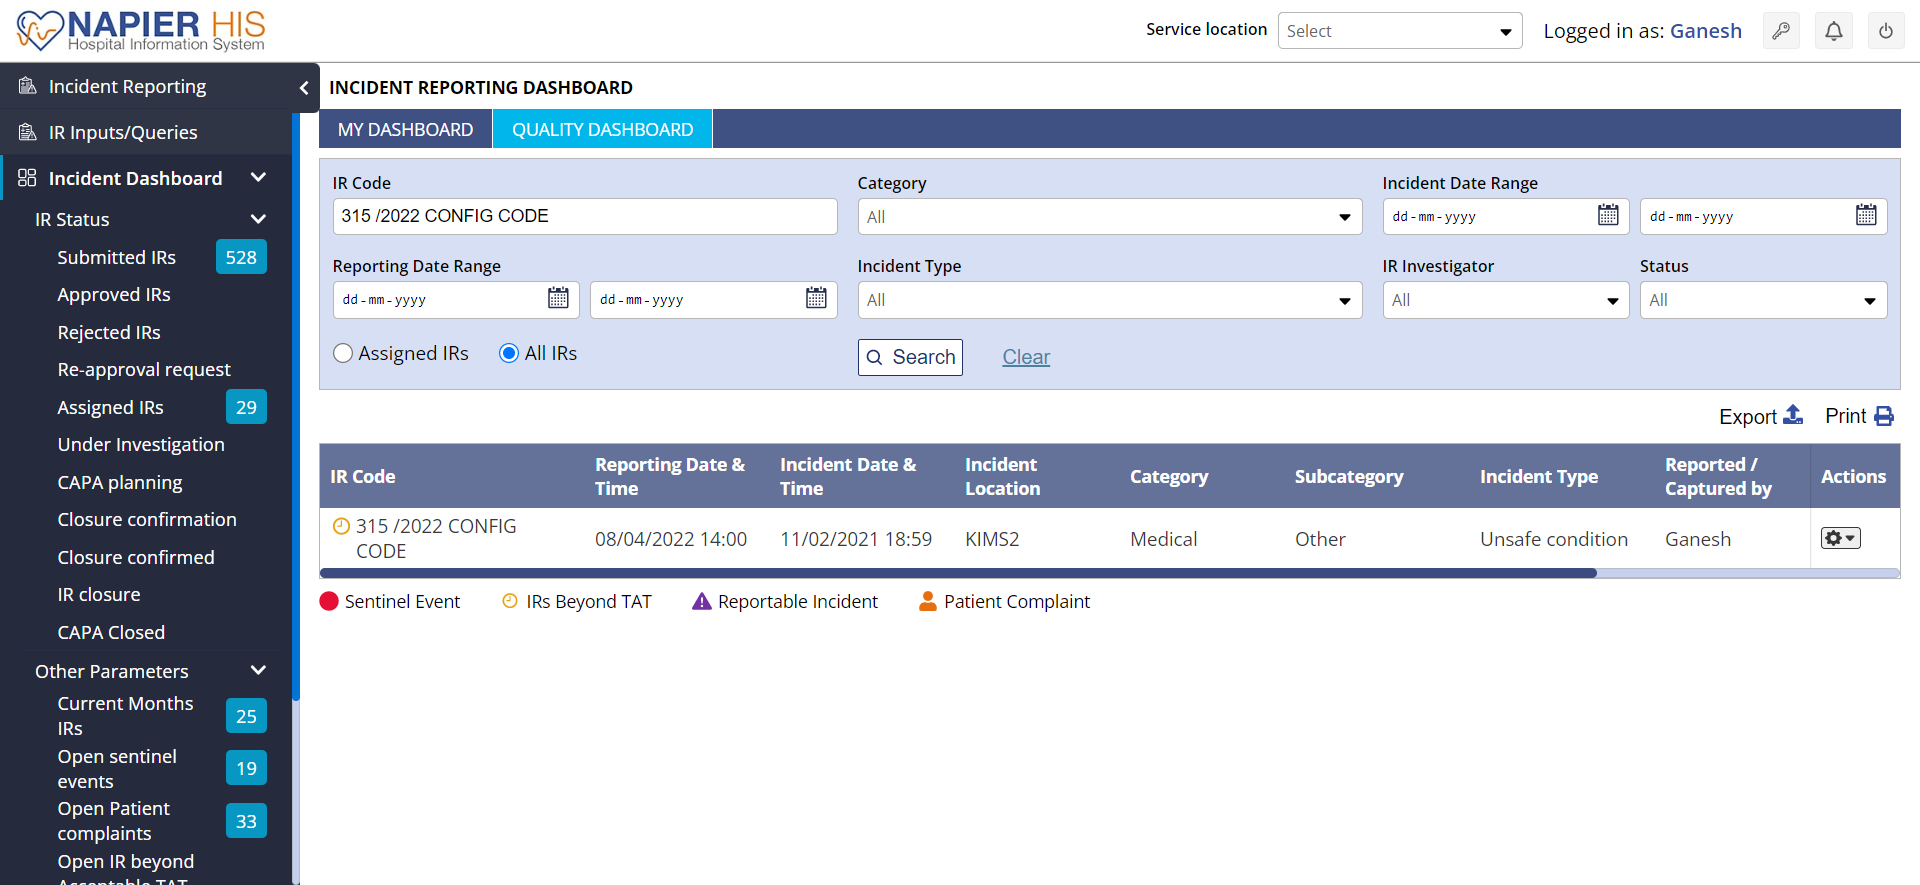 NAPIER HIS
Hospital Information System
Service location
Select
Logged in as: Ganesh
Incident Reporting
IR Inputs/Queries
Incident Dashboard
IR Status
Submitted IRs 528
Approved IRs
Rejected IRs
Re-approval request
Assigned IRs 29
Under Investigation
CAPA planning
Closure confirmation
Closure confirmed
IR closure
CAPA Closed
Other Parameters
Current Months
IRs
25
Open sentinel
events
19
Open Patient
complaints
33
Open IR beyond
Acceptable TAT
INCIDENT REPORTING DASHBOARD
MY DASHBOARD QUALITY DASHBOARD
IR Code Category Incident Date Range
315 /2022 CONFIG CODE All dd-mm-yyyy dd-mm-yyyy
Reporting Date Range Incident Type IR Investigator Status
dd-mm-yyyy dd-mm-yyyy All All All
Assigned IRs All IRs Search Clear
Export Print
IR Code
Reporting Date &
Time
Incident Date &
Time
Incident
Location
Category
Subcategory
Incident Type
Reported /
Captured by
Actions
315 /2022 CONFIG
CODE
08/04/2022 14:00
11/02/2021 18:59
KIMS2
Medical
Other
Unsafe condition
Ganesh
Sentinel Event IRs Beyond TAT Reportable Incident Patient Complaint